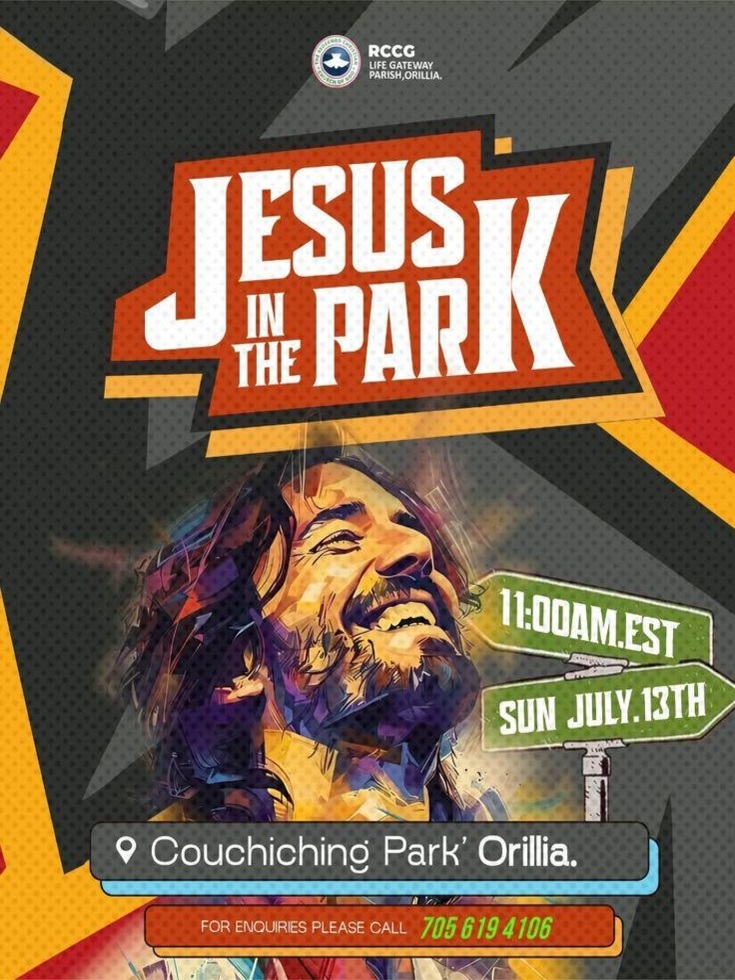 RCCG
LIFE GATEWAY
PARISH,ORILLIA.
JESUS
IN
THE PARK
11:00AM.EST
SUN JULY.13TH
Couchiching Park' Orillia.
FOR ENQUIRIES PLEASE CALL 705 619 4106